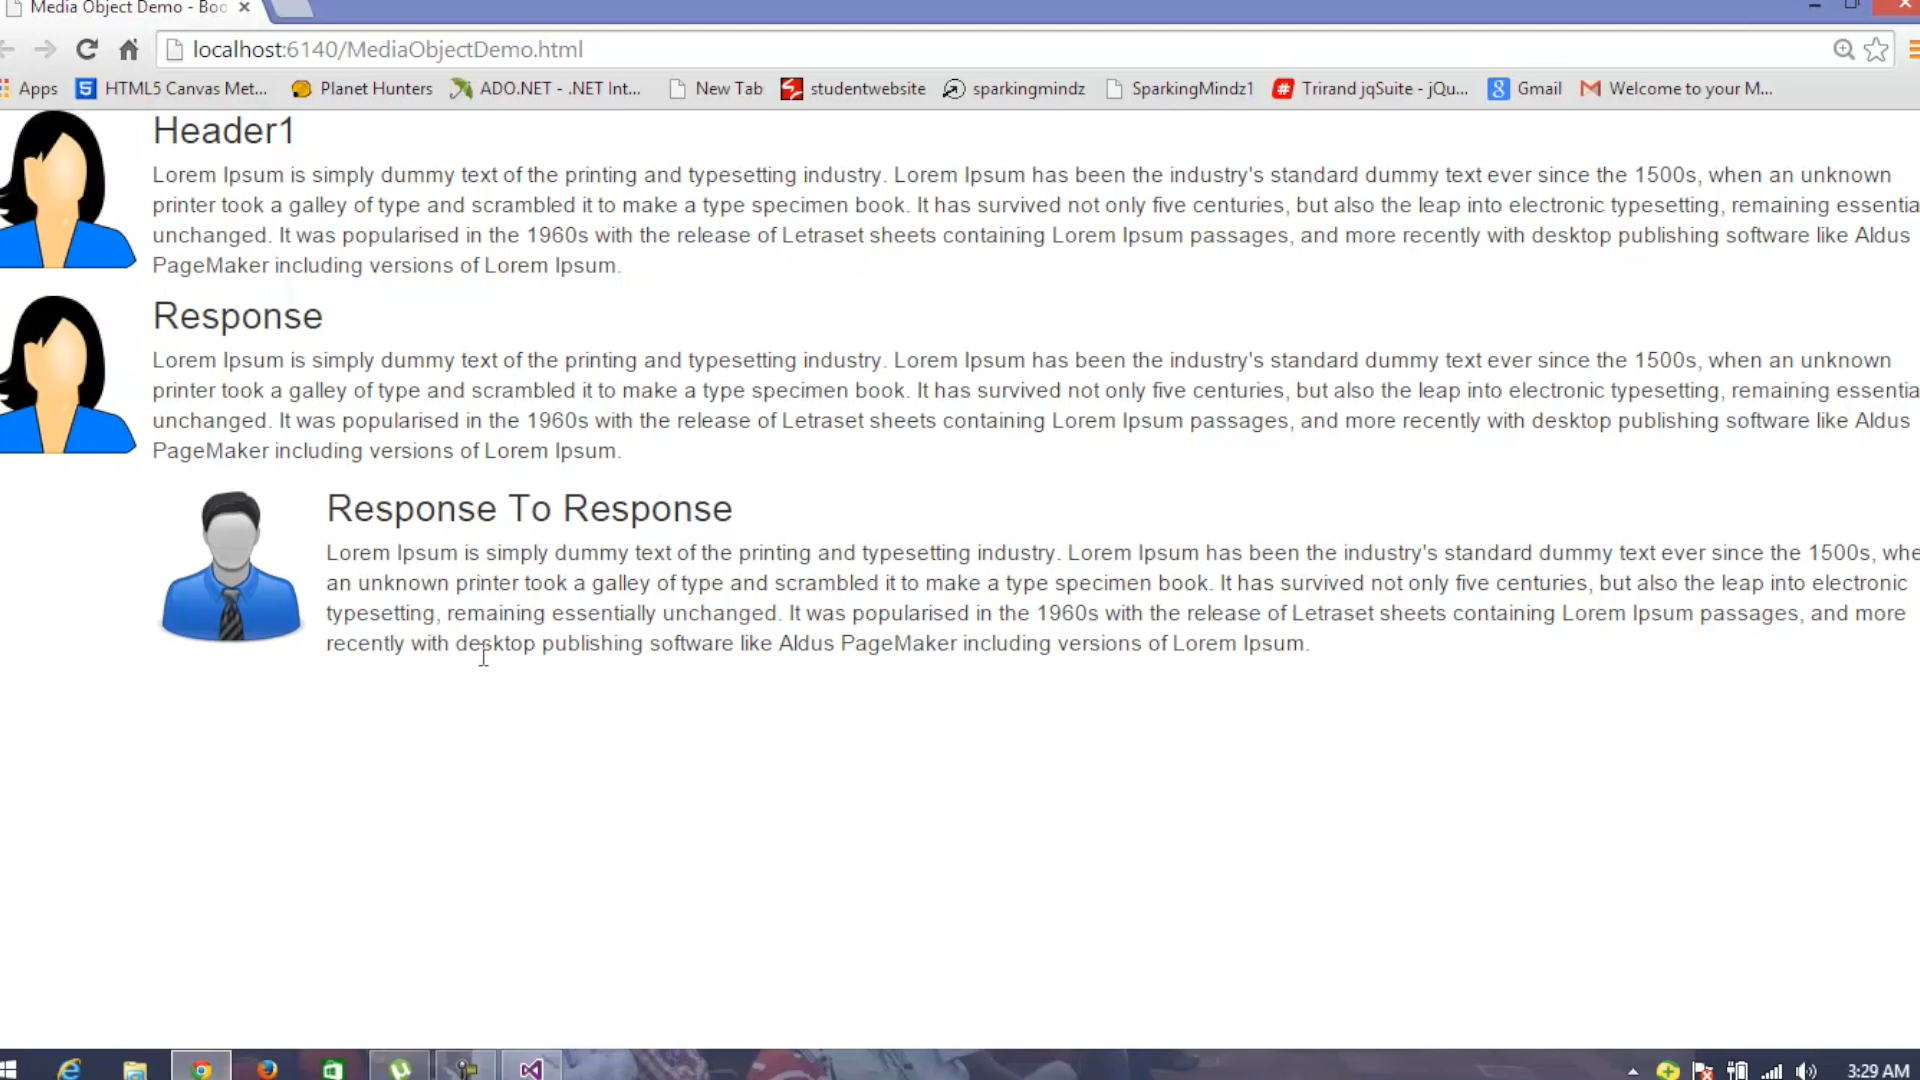 Media Object Demo - Boo
localhost:6140/MediaObjectDemo.html
Apps HTML5 Canvas Met... Planet Hunters ADO.NET - .NET Int... New Tab studentwebsite sparkingmindz SparkingMindz1 Trirand jqSuite - jQu... Gmail Welcome to your M...
Header1
Lorem Ipsum is simply dummy text of the printing and typesetting industry. Lorem Ipsum has been the industry's standard dummy text ever since the 1500s, when an unknown
printer took a galley of type and scrambled it to make a type specimen book. It has survived not only five centuries, but also the leap into electronic typesetting, remaining essentia
unchanged. It was popularised in the 1960s with the release of Letraset sheets containing Lorem Ipsum passages, and more recently with desktop publishing software like Aldus
PageMaker including versions of Lorem Ipsum.
Response
Lorem Ipsum is simply dummy text of the printing and typesetting industry. Lorem Ipsum has been the industry's standard dummy text ever since the 1500s, when an unknown
printer took a galley of type and scrambled it to make a type specimen book. It has survived not only five centuries, but also the leap into electronic typesetting, remaining essentia
unchanged. It was popularised in the 1960s with the release of Letraset sheets containing Lorem Ipsum passages, and more recently with desktop publishing software like Aldus
PageMaker including versions of Lorem Ipsum.
Response To Response
Lorem Ipsum is simply dummy text of the printing and typesetting industry. Lorem Ipsum has been the industry's standard dummy text ever since the 1500s, whe
an unknown printer took a galley of type and scrambled it to make a type specimen book. It has survived not only five centuries, but also the leap into electronic
typesetting, remaining essentially unchanged. It was popularised in the 1960s with the release of Letraset sheets containing Lorem Ipsum passages, and more
recently with desktop publishing software like Aldus PageMaker including versions of Lorem Ipsum.
3:29 AM